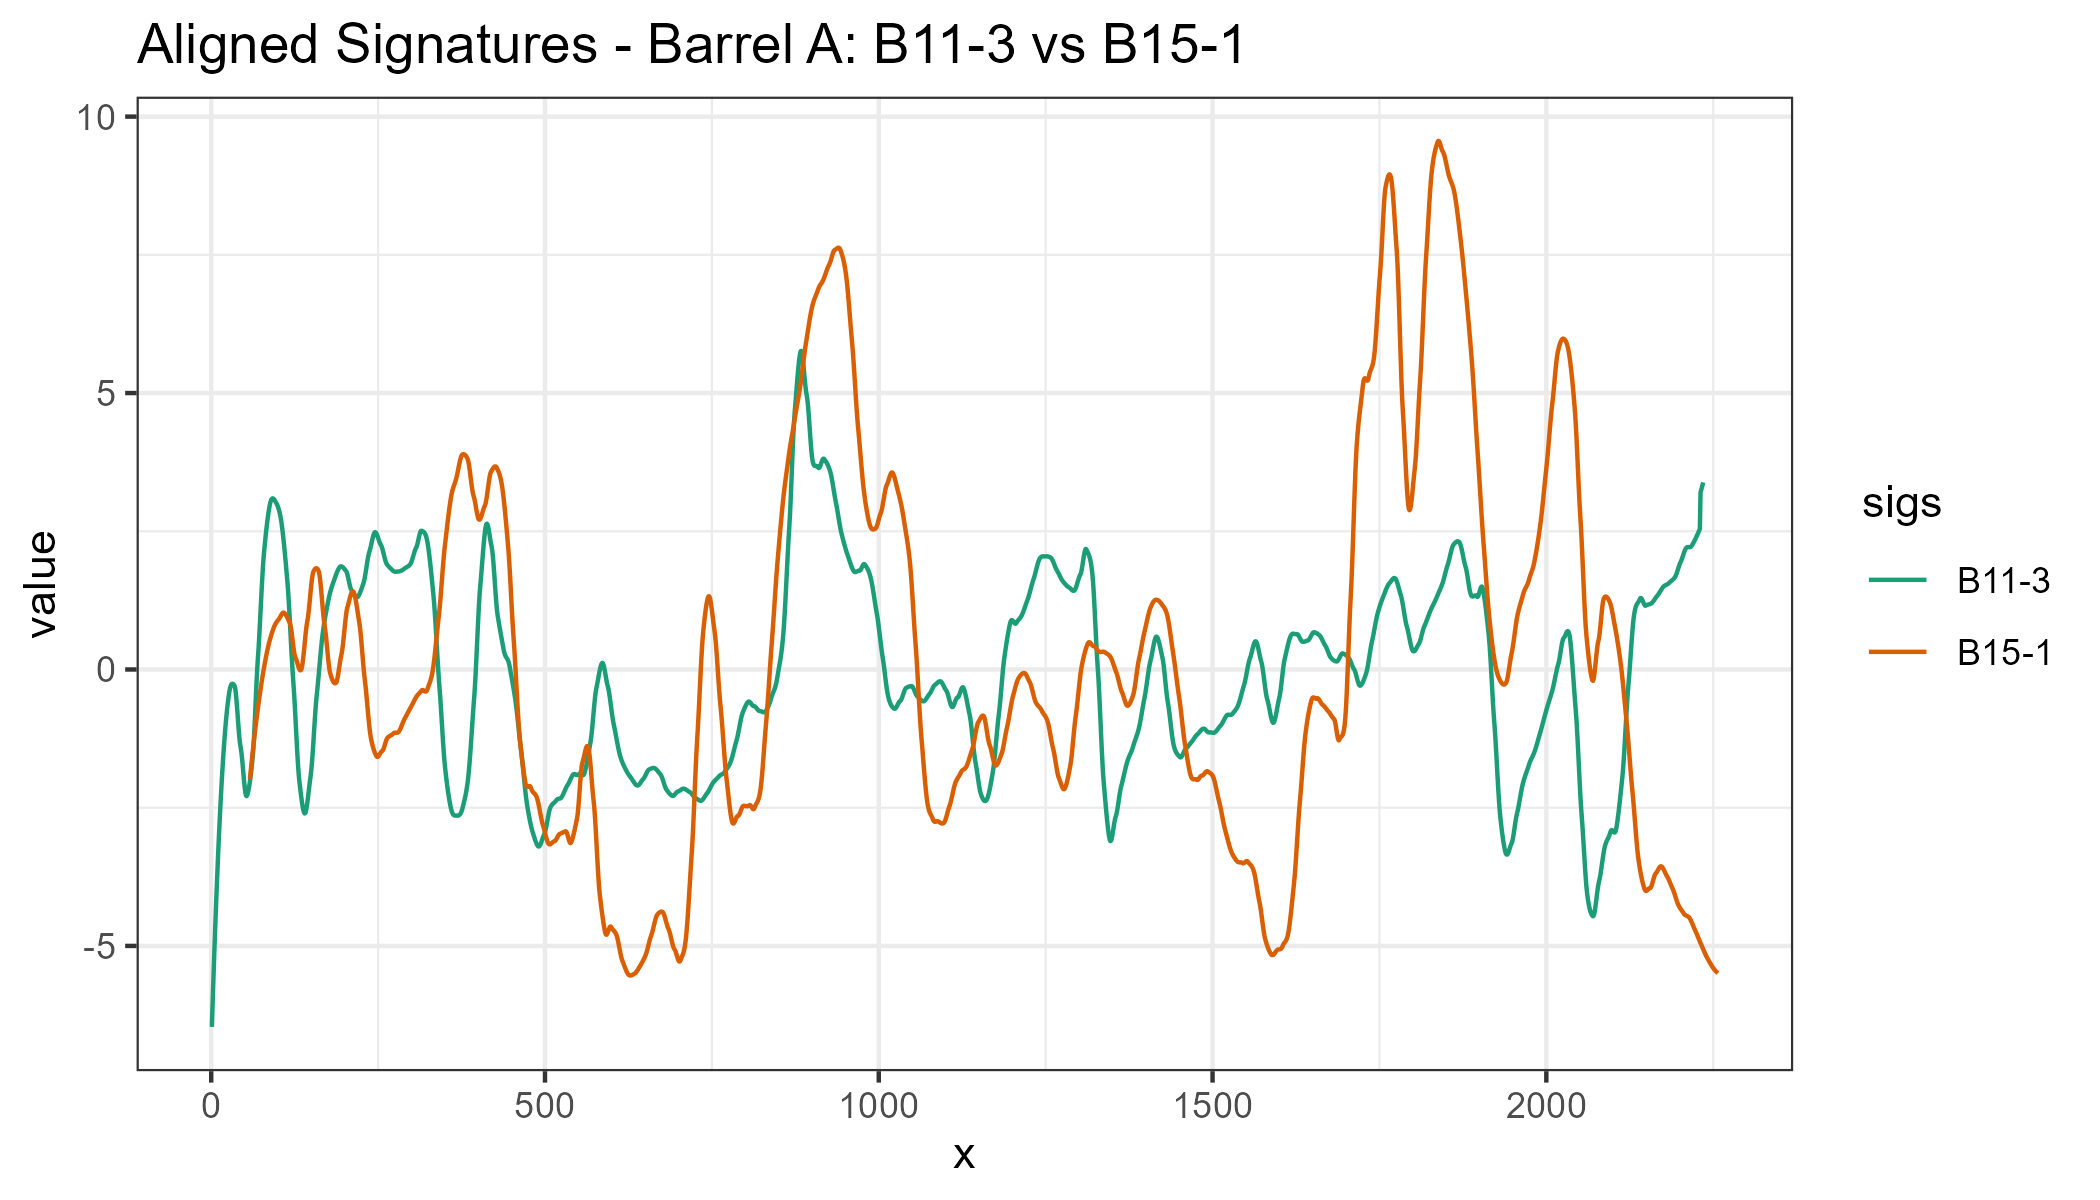 Aligned Signatures - Barrel A: B11-3 vs B15-1
10
5
0
-5
value
0 500 1000 1500 2000
x
sigs
B11-3
B15-1